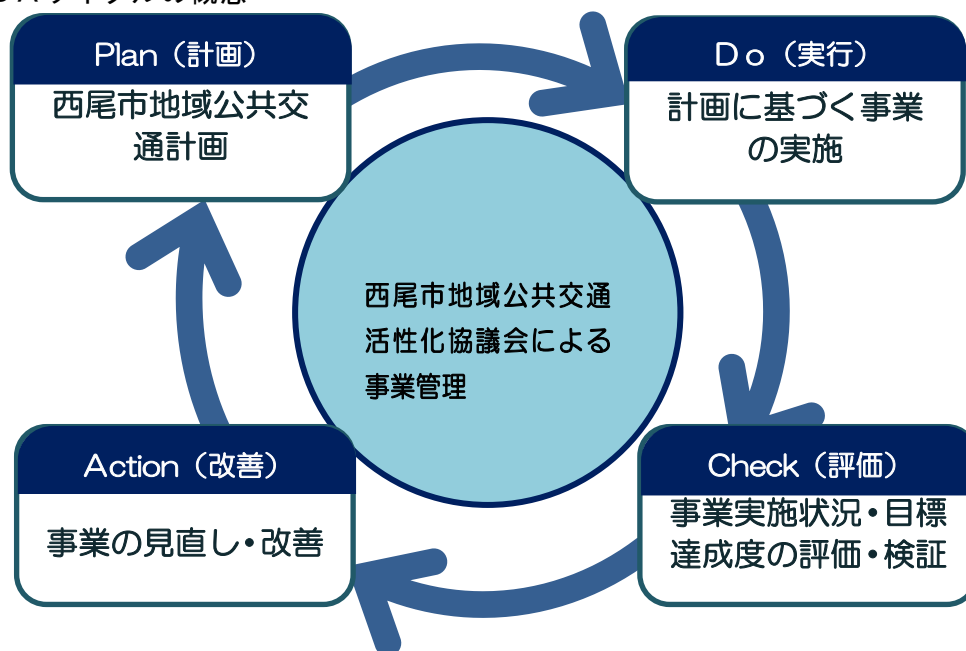 Plan（計画）
西尾市地域公共交
通計画
Ｄｏ（実行）
計画に基づく事業
の実施
西尾市地域公共交通
活性化協議会による
事業管理
Action（改善）
事業の見直し・改善
Check（評価）
事業実施状況・目標
達成度の評価・検証